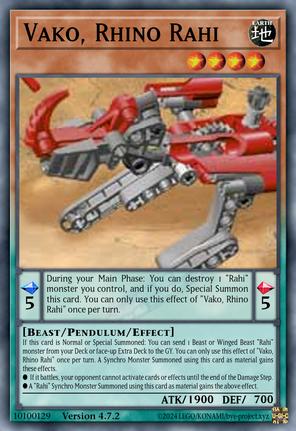 Vako, Rhino Rahi
EARTH
地
During your Main Phase: You can destroy 1 "Rahi"
monster you control, and if you do, Special Summon
this card. You can only use this effect of "Vako, Rhino
Rahi" once per turn.
5
5
[Beast/Pendulum/Effect]
If this card is Normal or Special Summoned: You can send 1 Beast or Winged Beast "Rahi"
monster from your Deck or face-up Extra Deck to the GY. You can only use this effect of "Vako,
Rhino Rahi" once per turn. A Synchro Monster Summoned using this card as material gains
these effects.
● If it battles, your opponent cannot activate cards or effects until the end of the Damage Step.
● A "Rahi" Synchro Monster Summoned using this card as material gains the above effect.
ATK/1900 DEF/ 700
10100129 Version 4.7.2 ©2024 LEGO/KONAMI/bye-project.xyz